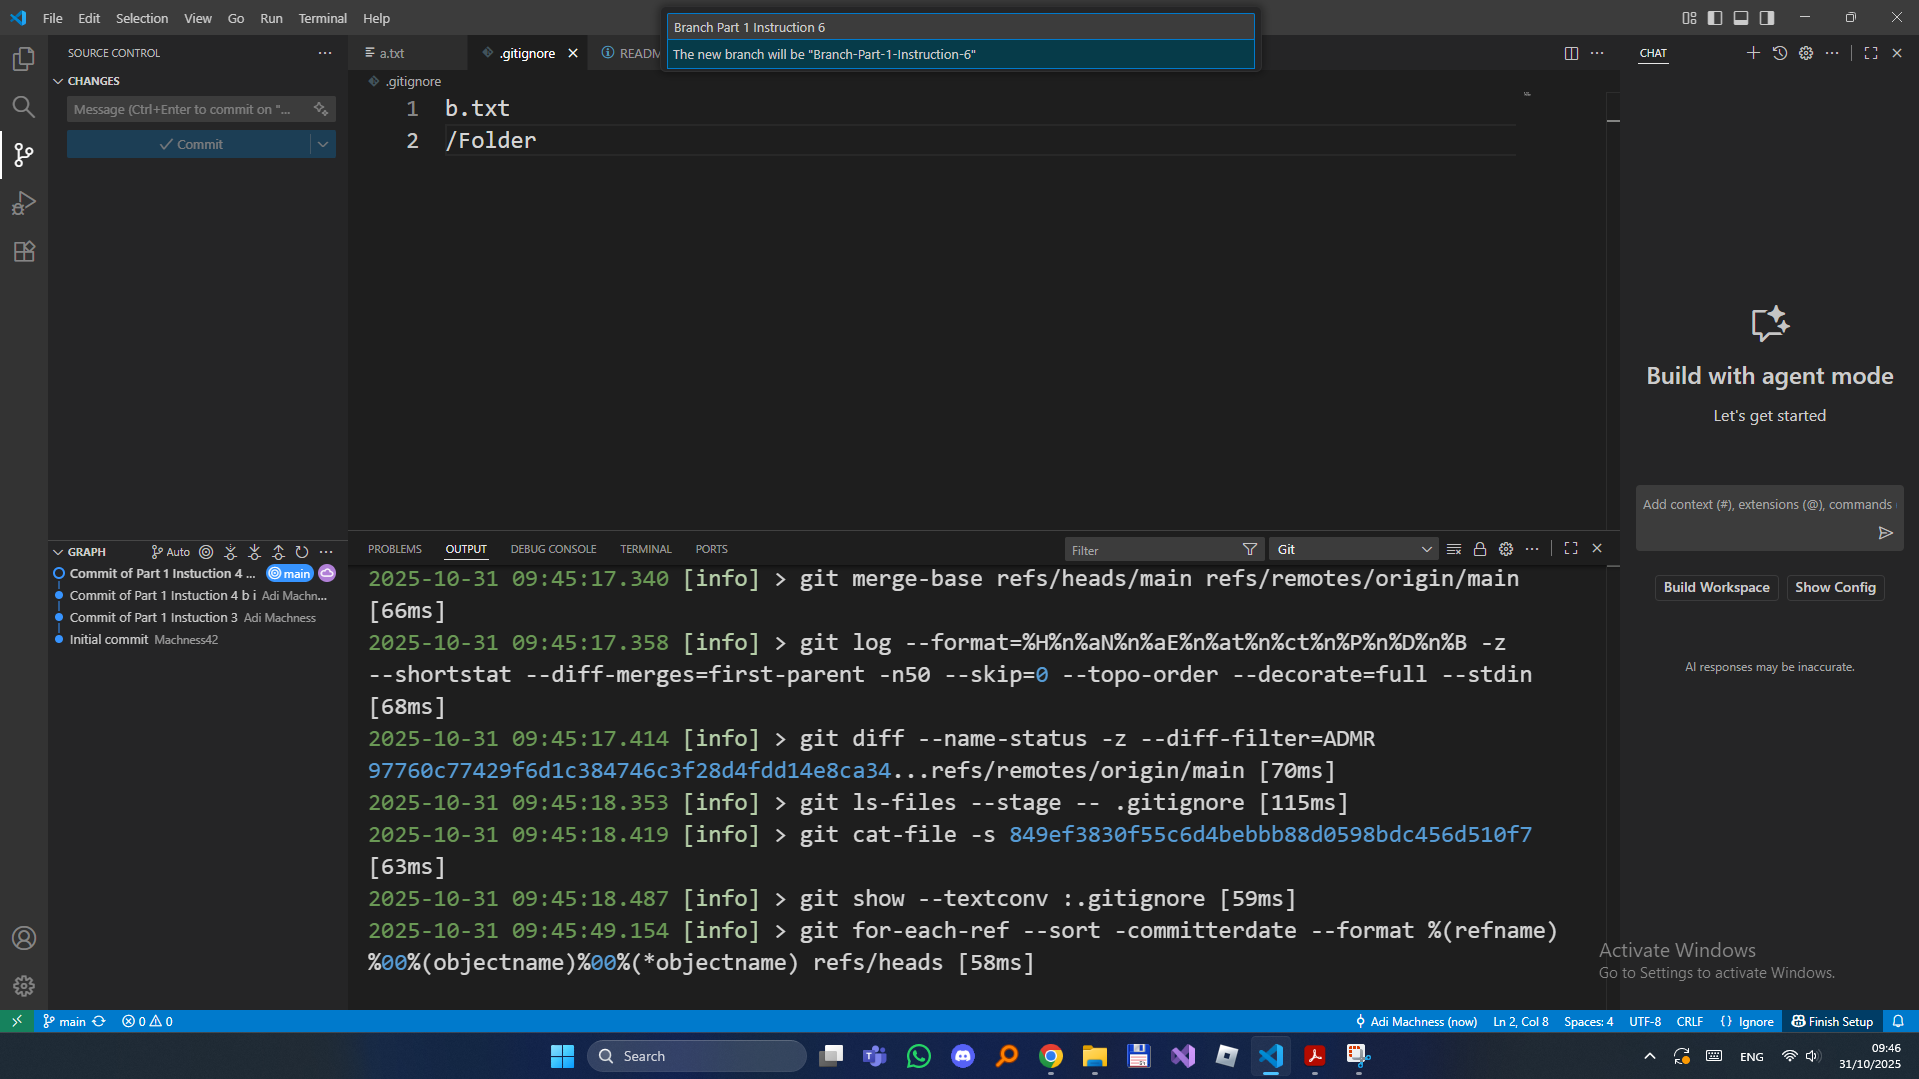 File Edit Selection View Go Run Terminal Help
Branch Part 1 Instruction 6
The new branch will be "Branch-Part-1-Instruction-6"
SOURCE CONTROL
CHANGES
Message (Ctrl+Enter to commit on "...
Commit
a.txt
.gitignore
READM
.gitignore
1 b.txt
2 /Folder
CHAT
Build with agent mode
Let's get started
Add context (#), extensions (@), commands
Build Workspace Show Config
AI responses may be inaccurate.
GRAPH Auto
Commit of Part 1 Instuction 4 ... main
Commit of Part 1 Instuction 4 b i Adi Machn...
Commit of Part 1 Instuction 3 Adi Machness
Initial commit Machness42
PROBLEMS OUTPUT DEBUG CONSOLE TERMINAL PORTS
Filter
Git
2025-10-31 09:45:17.340 [info] > git merge-base refs/heads/main refs/remotes/origin/main
[66ms]
2025-10-31 09:45:17.358 [info] > git log --format=%H%n%aN%n%aE%n%at%n%ct%n%P%n%D%n%B -z
--shortstat --diff-merges=first-parent -n50 --skip=0 --topo-order --decorate=full --stdin
[68ms]
2025-10-31 09:45:17.414 [info] > git diff --name-status -z --diff-filter=ADMR
97760c77429f6d1c384746c3f28d4fdd14e8ca34...refs/remotes/origin/main [70ms]
2025-10-31 09:45:18.353 [info] > git ls-files --stage -- .gitignore [115ms]
2025-10-31 09:45:18.419 [info] > git cat-file -s 849ef3830f55c6d4bebbb88d0598bdc456d510f7
[63ms]
2025-10-31 09:45:18.487 [info] > git show --textconv :.gitignore [59ms]
2025-10-31 09:45:49.154 [info] > git for-each-ref --sort -committerdate --format %(refname)
%00%(objectname)%00%(*objectname) refs/heads [58ms]
Activate Windows
Go to Settings to activate Windows.
main 0 0
Adi Machness (now) Ln 2, Col 8 Spaces: 4 UTF-8 CRLF {} Ignore Finish Setup
Search
ENG
09:46
31/10/2025